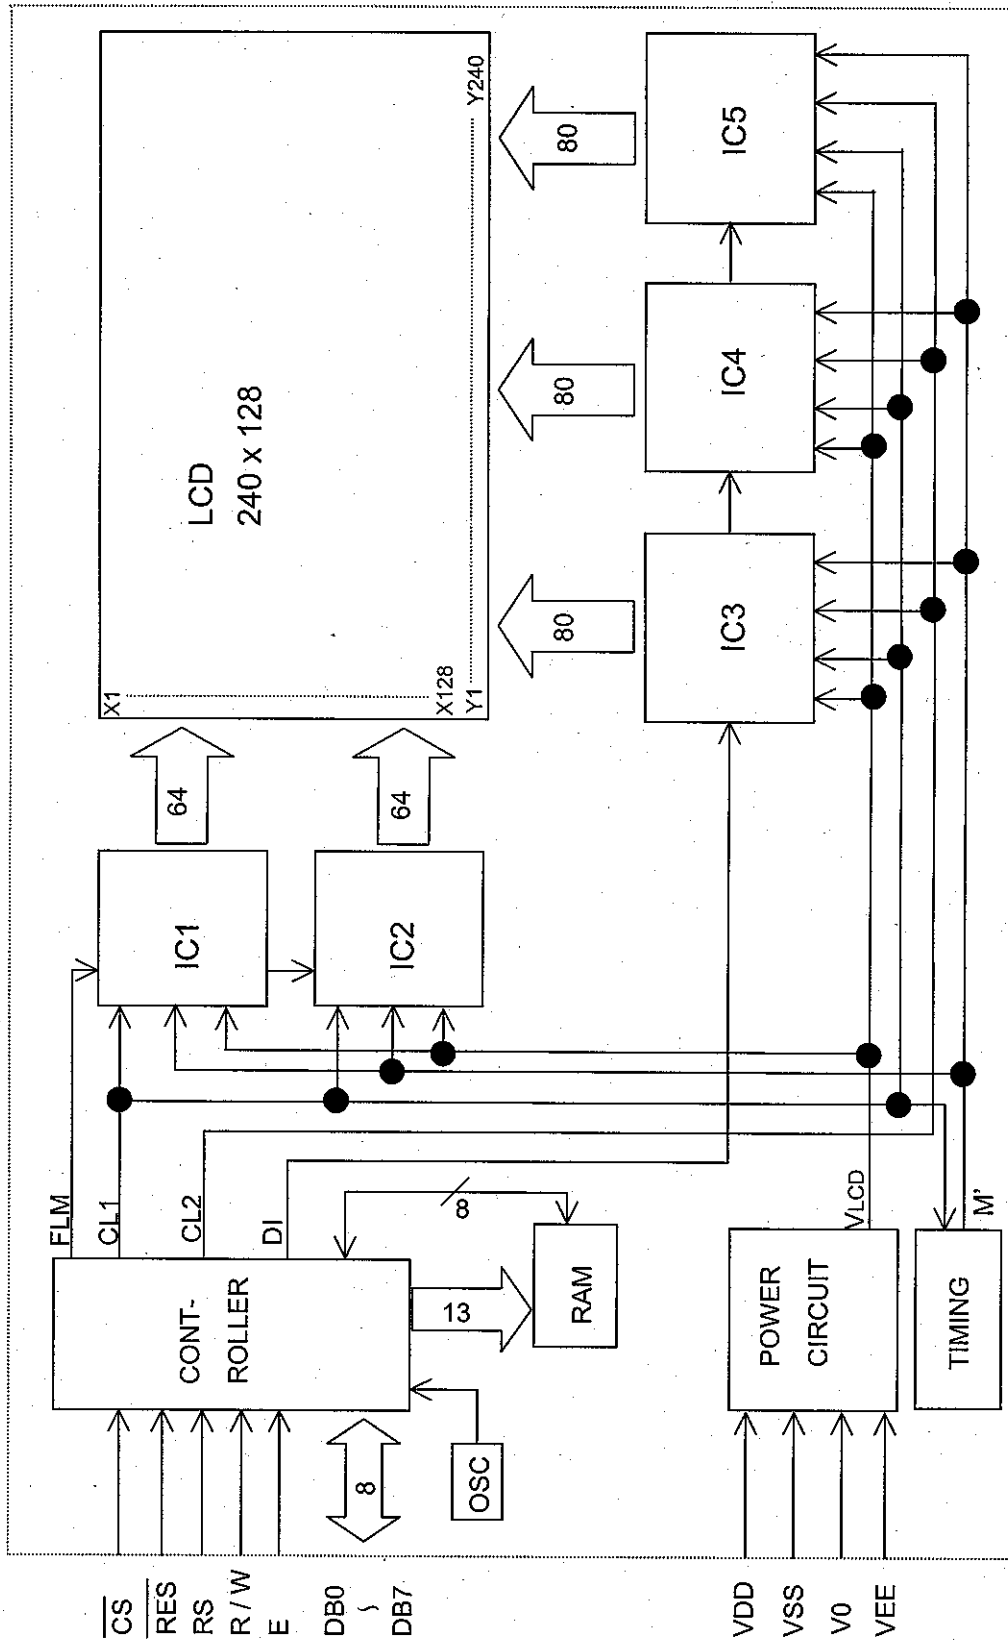 CS
RES
RS
R / W
E
DB0
~
DB7
VDD
VSS
V0
VEE
CONT-
ROLLER
8
OSC
FLM
CL1
CL2
DI
13
8
RAM
POWER
CIRCUIT
VLCD
TIMING
M'
IC1
IC2
64
64
LCD
240 x 128
X1
X128
Y1
Y240
80
80
80
IC3
IC4
IC5